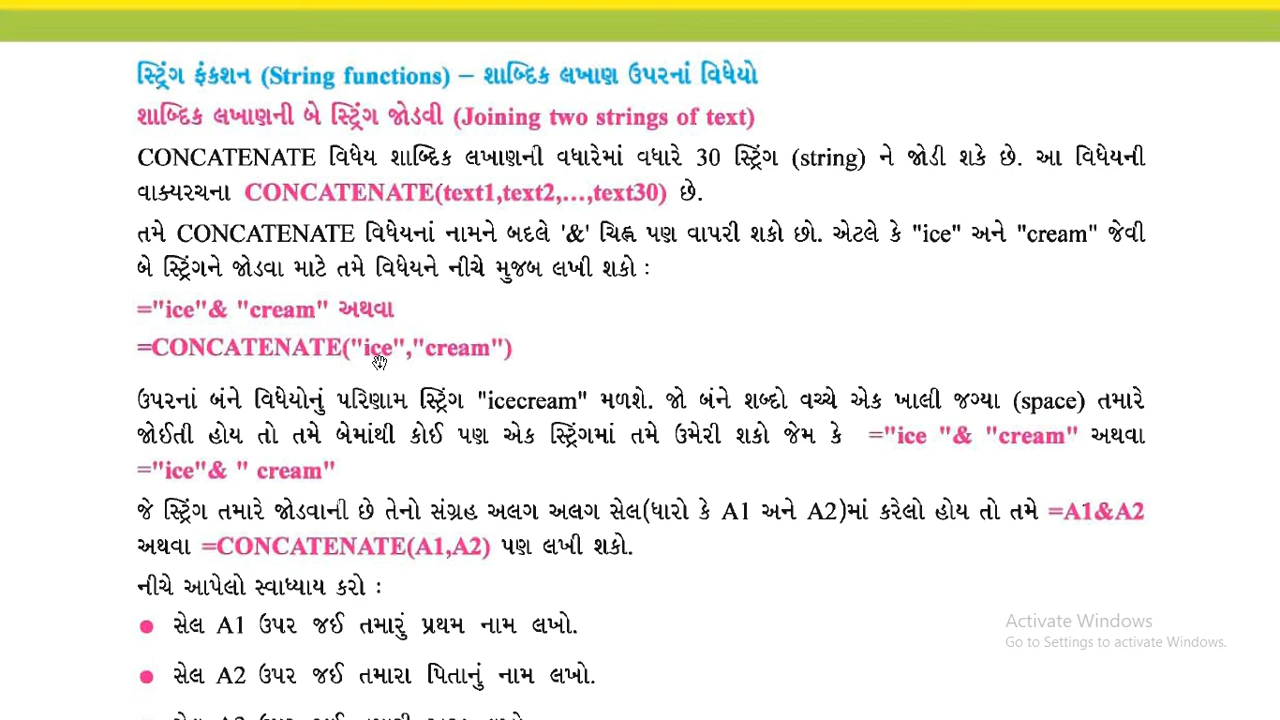 સ્ટ્રિંગ ફંકશન (String functions) – શાબ્દિક લખાણ ઉપરનાં વિધેયો
શાબ્દિક લખાણની બે સ્ટ્રિંગ જોડવી (Joining two strings of text)
CONCATENATE વિધેય શાબ્દિક લખાણની વધારેમાં વધારે 30 સ્ટ્રિંગ (string) ને જોડી શકે છે. આ વિધેયની
વાક્યરચના CONCATENATE(text1,text2,...,text30) છે.
તમે CONCATENATE વિધેયનાં નામને બદલે '&' ચિહ્ન પણ વાપરી શકો છો. એટલે કે "ice" અને "cream" જેવી
બે સ્ટ્રિંગને જોડવા માટે તમે વિધેયને નીચે મુજબ લખી શકો :
="ice"& "cream" અથવા
=CONCATENATE("ice","cream")
ઉપરનાં બંને વિધેયોનું પરિણામ સ્ટ્રિંગ "icecream" મળશે. જો બંને શબ્દો વચ્ચે એક ખાલી જગ્યા (space) તમારે
જોઈતી હોય તો તમે બેમાંથી કોઈ પણ એક સ્ટ્રિંગમાં તમે ઉમેરી શકો જેમ કે ="ice "& "cream" અથવા
="ice"& " cream"
જે સ્ટ્રિંગ તમારે જોડવાની છે તેનો સંગ્રહ અલગ અલગ સેલ(ધારો કે A1 અને A2)માં કરેલો હોય તો તમે =A1&A2
અથવા =CONCATENATE(A1,A2) પણ લખી શકો.
નીચે આપેલો સ્વાધ્યાય કરો :
● સેલ A1 ઉપર જઈ તમારું પ્રથમ નામ લખો.
● સેલ A2 ઉપર જઈ તમારા પિતાનું નામ લખો.
Activate Windows
Go to Settings to activate Windows.